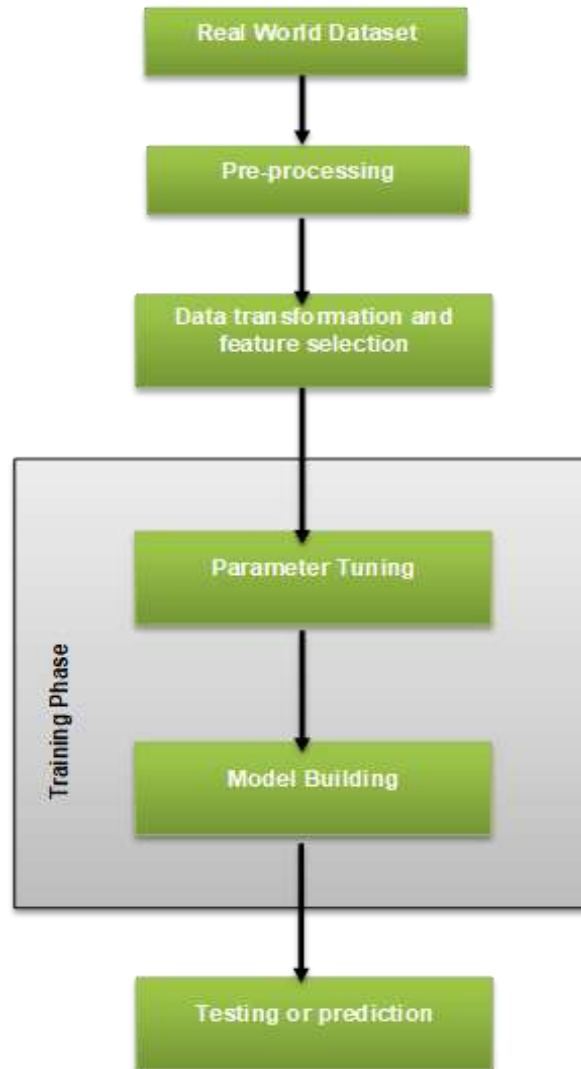 Real World Dataset
Pre-processing
Data transformation and
feature selection
Training Phase
Parameter Tuning
Model Building
Testing or prediction